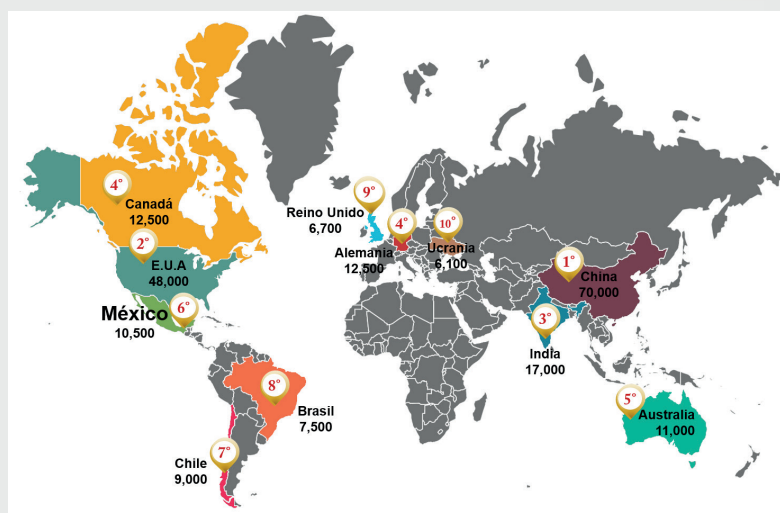 4°
Canadá
12,500
2°
E.U.A
48,000
México
6°
10,500
8°
Brasil
7,500
7°
Chile
9,000
9°
Reino Unido
6,700
4°
Alemania
12,500
10°
Ucrania
6,100
1°
China
70,000
3°
India
17,000
5°
Australia
11,000